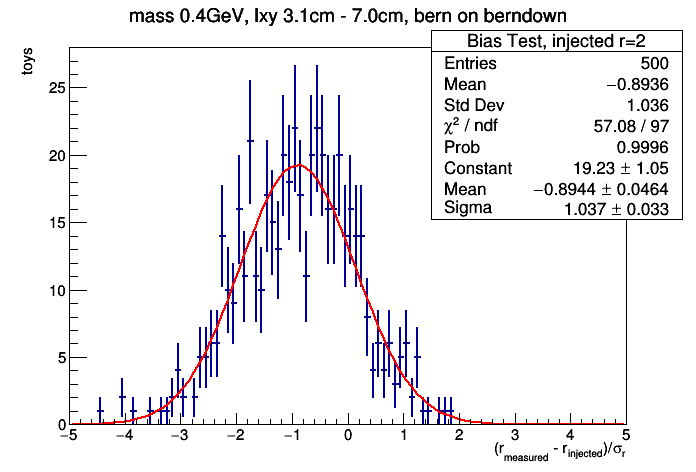 mass 0.4GeV, lxy 3.1cm - 7.0cm, bern on berndown
toys
Bias Test, injected r=2
Entries 500
Mean −0.8936
Std Dev 1.036
χ² / ndf 57.08 / 97
Prob 0.9996
Constant 19.23 ± 1.05
Mean −0.8944 ± 0.0464
Sigma 1.037 ± 0.033
25
20
15
10
5
0
−5 −4 −3 −2 −1 0 1 2 3 4 5
(r_measured - r_injected)/σ_r